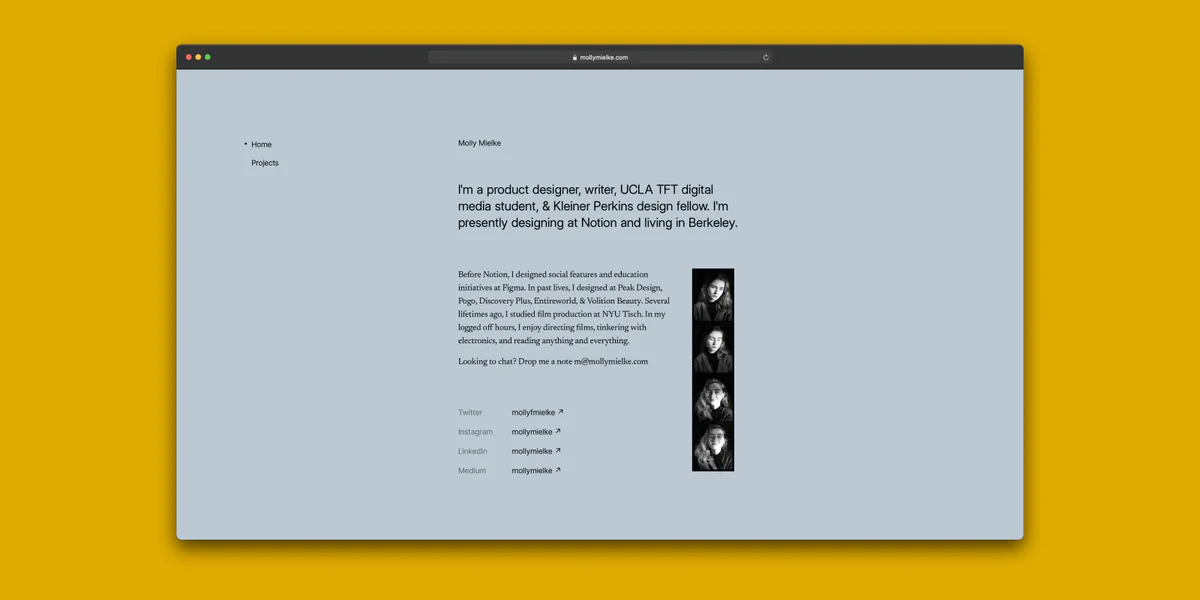 mollymielke.com
Home
Projects
Molly Mielke
I'm a product designer, writer, UCLA TFT digital
media student, & Kleiner Perkins design fellow. I'm
presently designing at Notion and living in Berkeley.
Before Notion, I designed social features and education
initiatives at Figma. In past lives, I designed at Peak Design,
Pogo, Discovery Plus, Entireworld, & Volition Beauty. Several
lifetimes ago, I studied film production at NYU Tisch. In my
logged off hours, I enjoy directing films, tinkering with
electronics, and reading anything and everything.
Looking to chat? Drop me a note m@mollymielke.com
Twitter mollyfmielke ↗
Instagram mollymielke ↗
LinkedIn mollymielke ↗
Medium mollymielke ↗